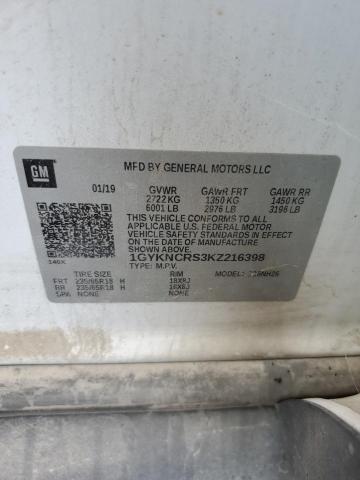 GM
MFD BY GENERAL MOTORS LLC
01/19 GVWR GAWR FRT GAWR RR
2722 KG 1350 KG 1450 KG
6001 LB 2976 LB 3196 LB
THIS VEHICLE CONFORMS TO ALL
APPLICABLE U.S. FEDERAL MOTOR
VEHICLE SAFETY STANDARDS IN EFFECT
ON THE DATE OF MANUFACTURE
SHOWN ABOVE.
1GYKNCRS3KZ216398
TYPE: M.P.V. MODEL:
TIRE SIZE RIM
FRT 235/65R18 H 18X8J
RR 235/65R18 H 18X8J
SPA NONE NONE